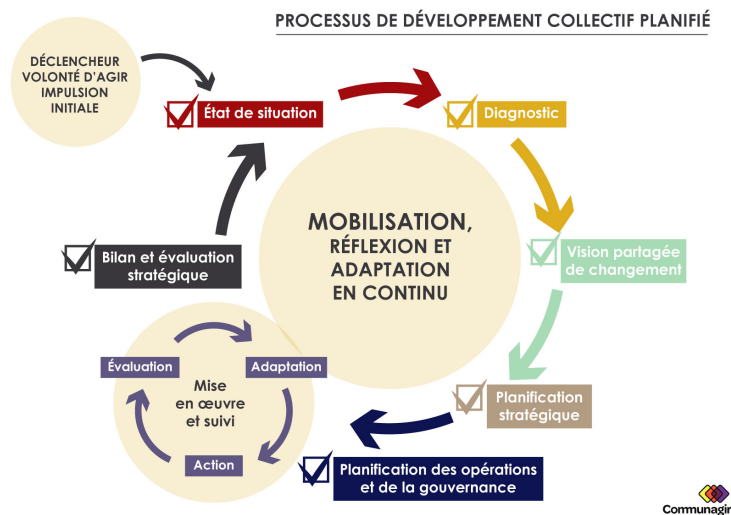 PROCESSUS DE DÉVELOPPEMENT COLLECTIF PLANIFIÉ
DÉCLENCHEUR
VOLONTÉ D'AGIR
IMPULSION
INITIALE
État de situation
Diagnostic
Vision partagée
de changement
Planification
stratégique
Planification des opérations
et de la gouvernance
Mise
en œuvre
et suivi
Action
Évaluation
Adaptation
Bilan et évaluation
stratégique
MOBILISATION,
RÉFLEXION ET
ADAPTATION
EN CONTINU
Communagir